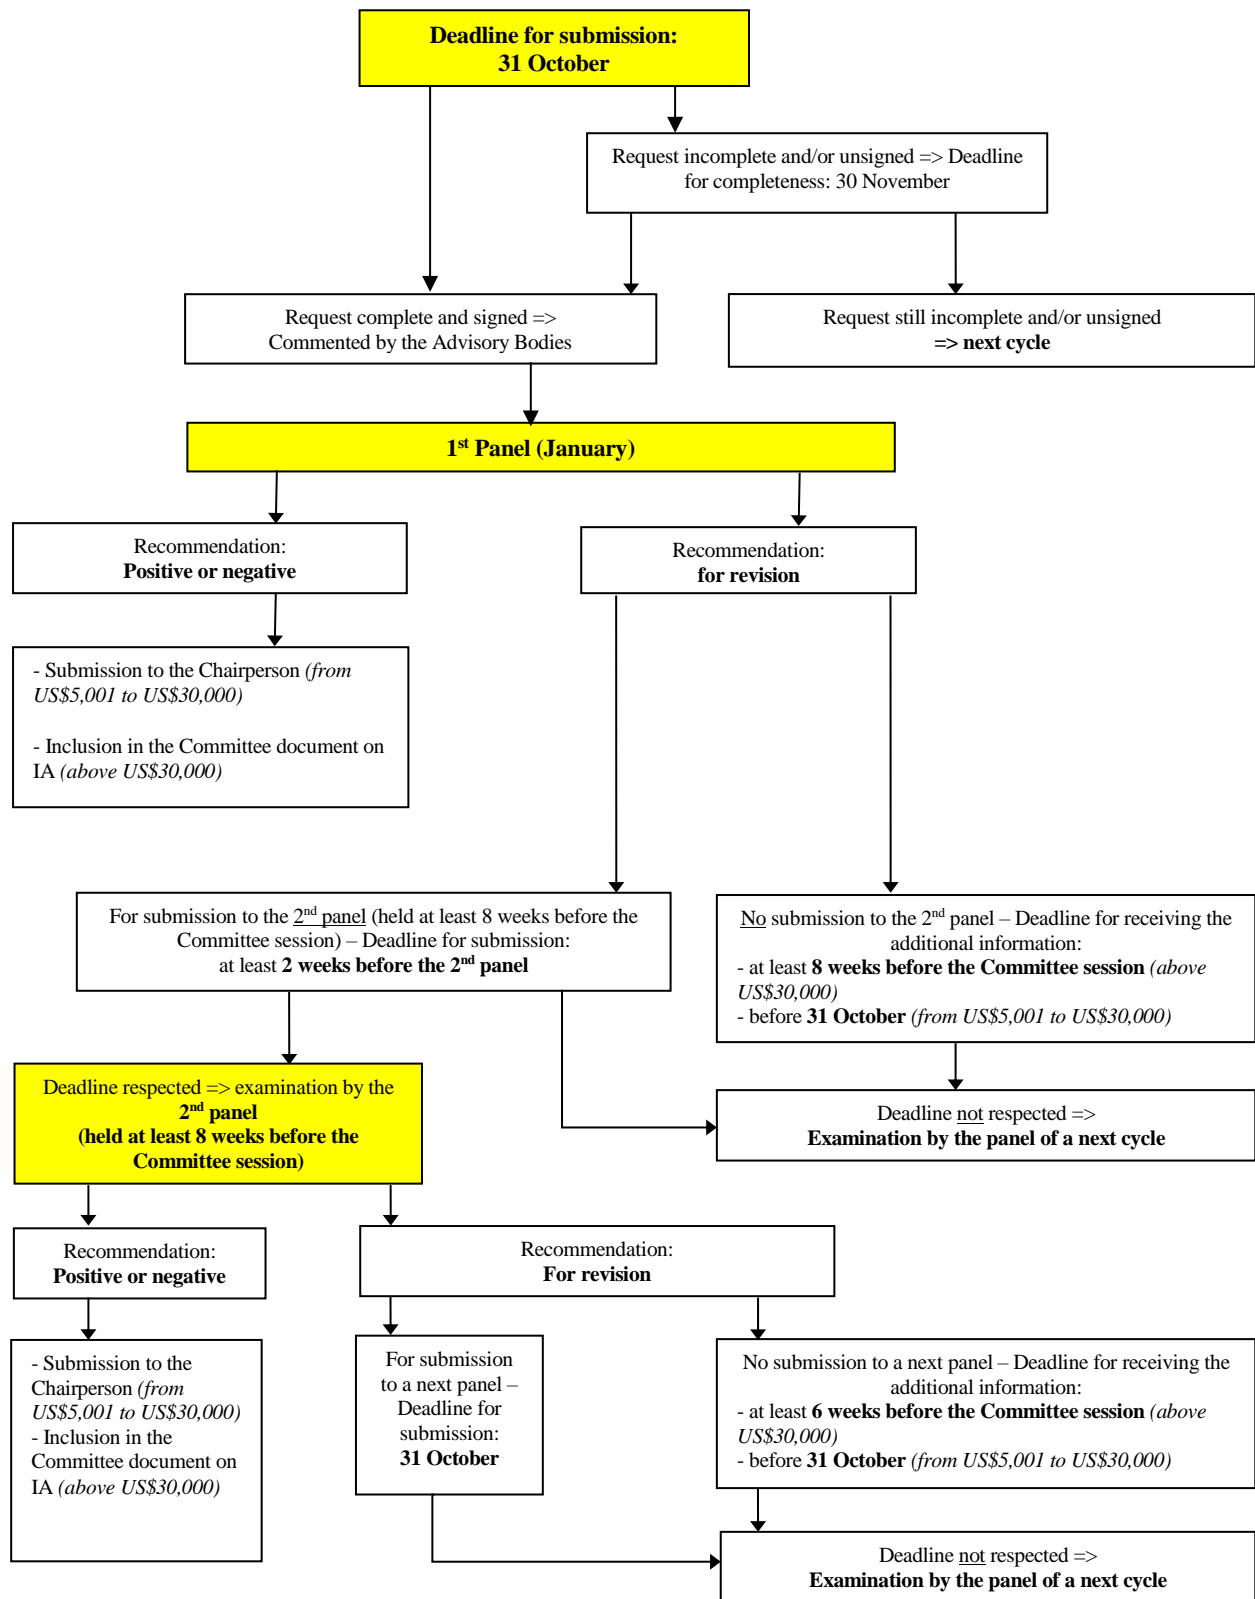 Deadline for submission:
31 October
Request incomplete and/or unsigned => Deadline
for completeness: 30 November
Request complete and signed =>
Commented by the Advisory Bodies
Request still incomplete and/or unsigned
=> next cycle
1st Panel (January)
Recommendation:
Positive or negative
Recommendation:
for revision
- Submission to the Chairperson (from
US$5,001 to US$30,000)
- Inclusion in the Committee document on
IA (above US$30,000)
For submission to the 2nd panel (held at least 8 weeks before the
Committee session) – Deadline for submission:
at least 2 weeks before the 2nd panel
No submission to the 2nd panel – Deadline for receiving the
additional information:
- at least 8 weeks before the Committee session (above
US$30,000)
- before 31 October (from US$5,001 to US$30,000)
Deadline respected => examination by the
2nd panel
(held at least 8 weeks before the
Committee session)
Deadline not respected =>
Examination by the panel of a next cycle
Recommendation:
Positive or negative
Recommendation:
For revision
- Submission to the
Chairperson (from
US$5,001 to US$30,000)
- Inclusion in the
Committee document on
IA (above US$30,000)
For submission
to a next panel –
Deadline for
submission:
31 October
No submission to a next panel – Deadline for receiving the
additional information:
- at least 6 weeks before the Committee session (above
US$30,000)
- before 31 October (from US$5,001 to US$30,000)
Deadline not respected =>
Examination by the panel of a next cycle